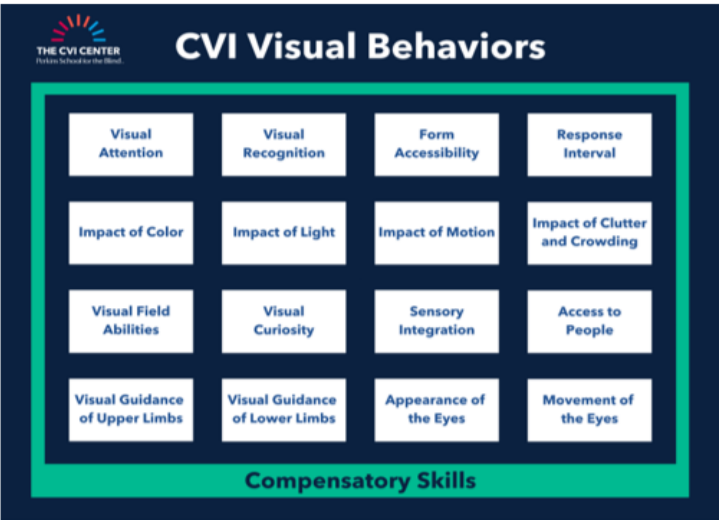 THE CVI CENTER
Perkins School for the Blind.
CVI Visual Behaviors
Visual
Attention
Visual
Recognition
Form
Accessibility
Response
Interval
Impact of Color
Impact of Light
Impact of Motion
Impact of Clutter
and Crowding
Visual Field
Abilities
Visual
Curiosity
Sensory
Integration
Access to
People
Visual Guidance
of Upper Limbs
Visual Guidance
of Lower Limbs
Appearance of
the Eyes
Movement of
the Eyes
Compensatory Skills